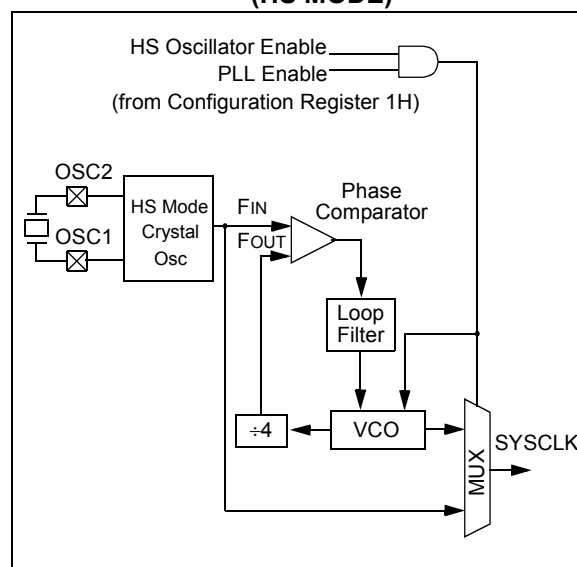 (HS MODE)
HS Oscillator Enable
PLL Enable
(from Configuration Register 1H)
OSC2
OSC1
HS Mode
Crystal
Osc
FIN
FOUT
Phase
Comparator
Loop
Filter
÷4
VCO
MUX
SYSCLK